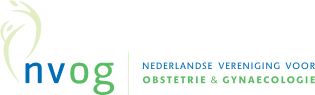 nvog
NEDERLANDSE VERENIGING VOOR
OBSTETRIE & GYNAECOLOGIE